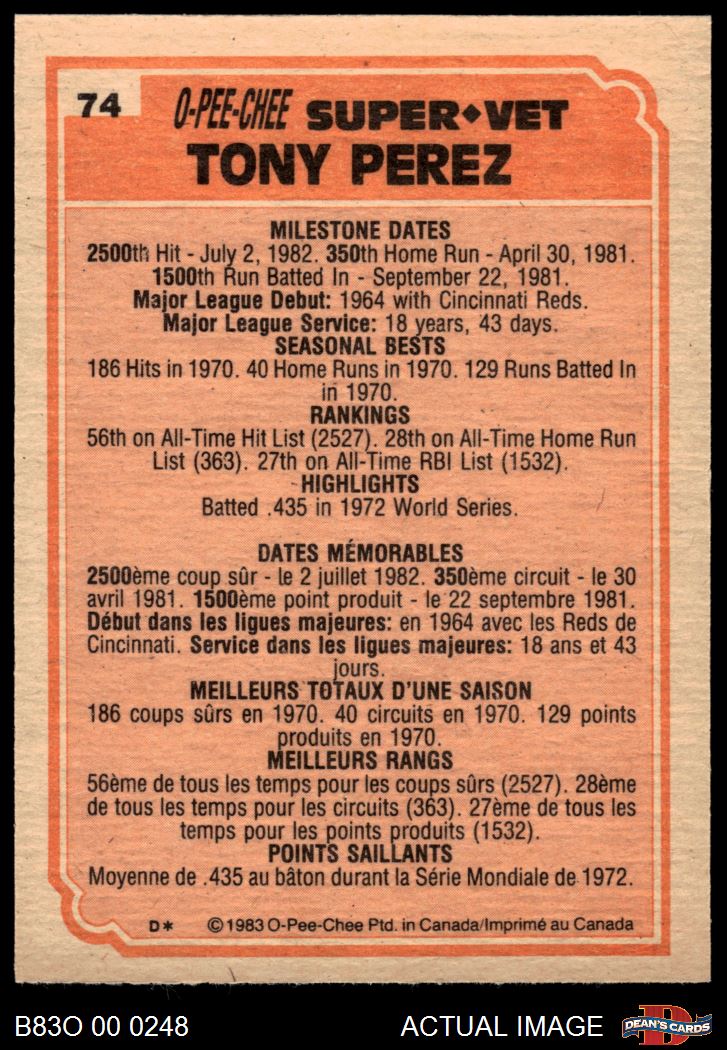 74
O-PEE-CHEE SUPER◆VET
TONY PEREZ
MILESTONE DATES
2500th Hit - July 2, 1982. 350th Home Run - April 30, 1981.
1500th Run Batted In - September 22, 1981.
Major League Debut: 1964 with Cincinnati Reds.
Major League Service: 18 years, 43 days.
SEASONAL BESTS
186 Hits in 1970. 40 Home Runs in 1970. 129 Runs Batted In
in 1970.
RANKINGS
56th on All-Time Hit List (2527). 28th on All-Time Home Run
List (363). 27th on All-Time RBI List (1532).
HIGHLIGHTS
Batted .435 in 1972 World Series.
DATES MÉMORABLES
2500ème coup sûr - le 2 juillet 1982. 350ème circuit - le 30
avril 1981. 1500ème point produit - le 22 septembre 1981.
Début dans les ligues majeures: en 1964 avec les Reds de
Cincinnati. Service dans les ligues majeures: 18 ans et 43
jours.
MEILLEURS TOTAUX D'UNE SAISON
186 coups sûrs en 1970. 40 circuits en 1970. 129 points
produits en 1970.
MEILLEURS RANGS
56ème de tous les temps pour les coups sûrs (2527). 28ème
de tous les temps pour les circuits (363). 27ème de tous les
temps pour les points produits (1532).
POINTS SAILLANTS
Moyenne de .435 au bâton durant la Série Mondiale de 1972.
D* ©1983 O-Pee-Chee Ptd. in Canada/Imprimé au Canada
B83O 00 0248 ACTUAL IMAGE D DEAN'S CARDS